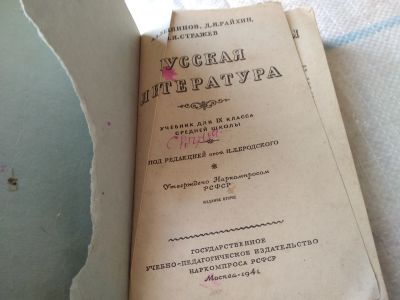 Д.Н.РАЙХИН,
СТРАЖЕВ
УССКАЯ
ЛИТЕРАТУРА
УЧЕБНИК ДЛЯ IX КЛАССА
СРЕДНЕЙ ШКОЛЫ
ПОД РЕДАКЦИЕЙ ПРОФ. Н.Л.БРОДСКОГО
Утверждено Наркомпросом
РСФСР
ИЗДАНИЕ ВТОРОЕ
ГОСУДАРСТВЕННОЕ
УЧЕБНО-ПЕДАГОГИЧЕСКОЕ ИЗДАТЕЛЬСТВО
НАРКОМПРОСА РСФСР
Москва-1941